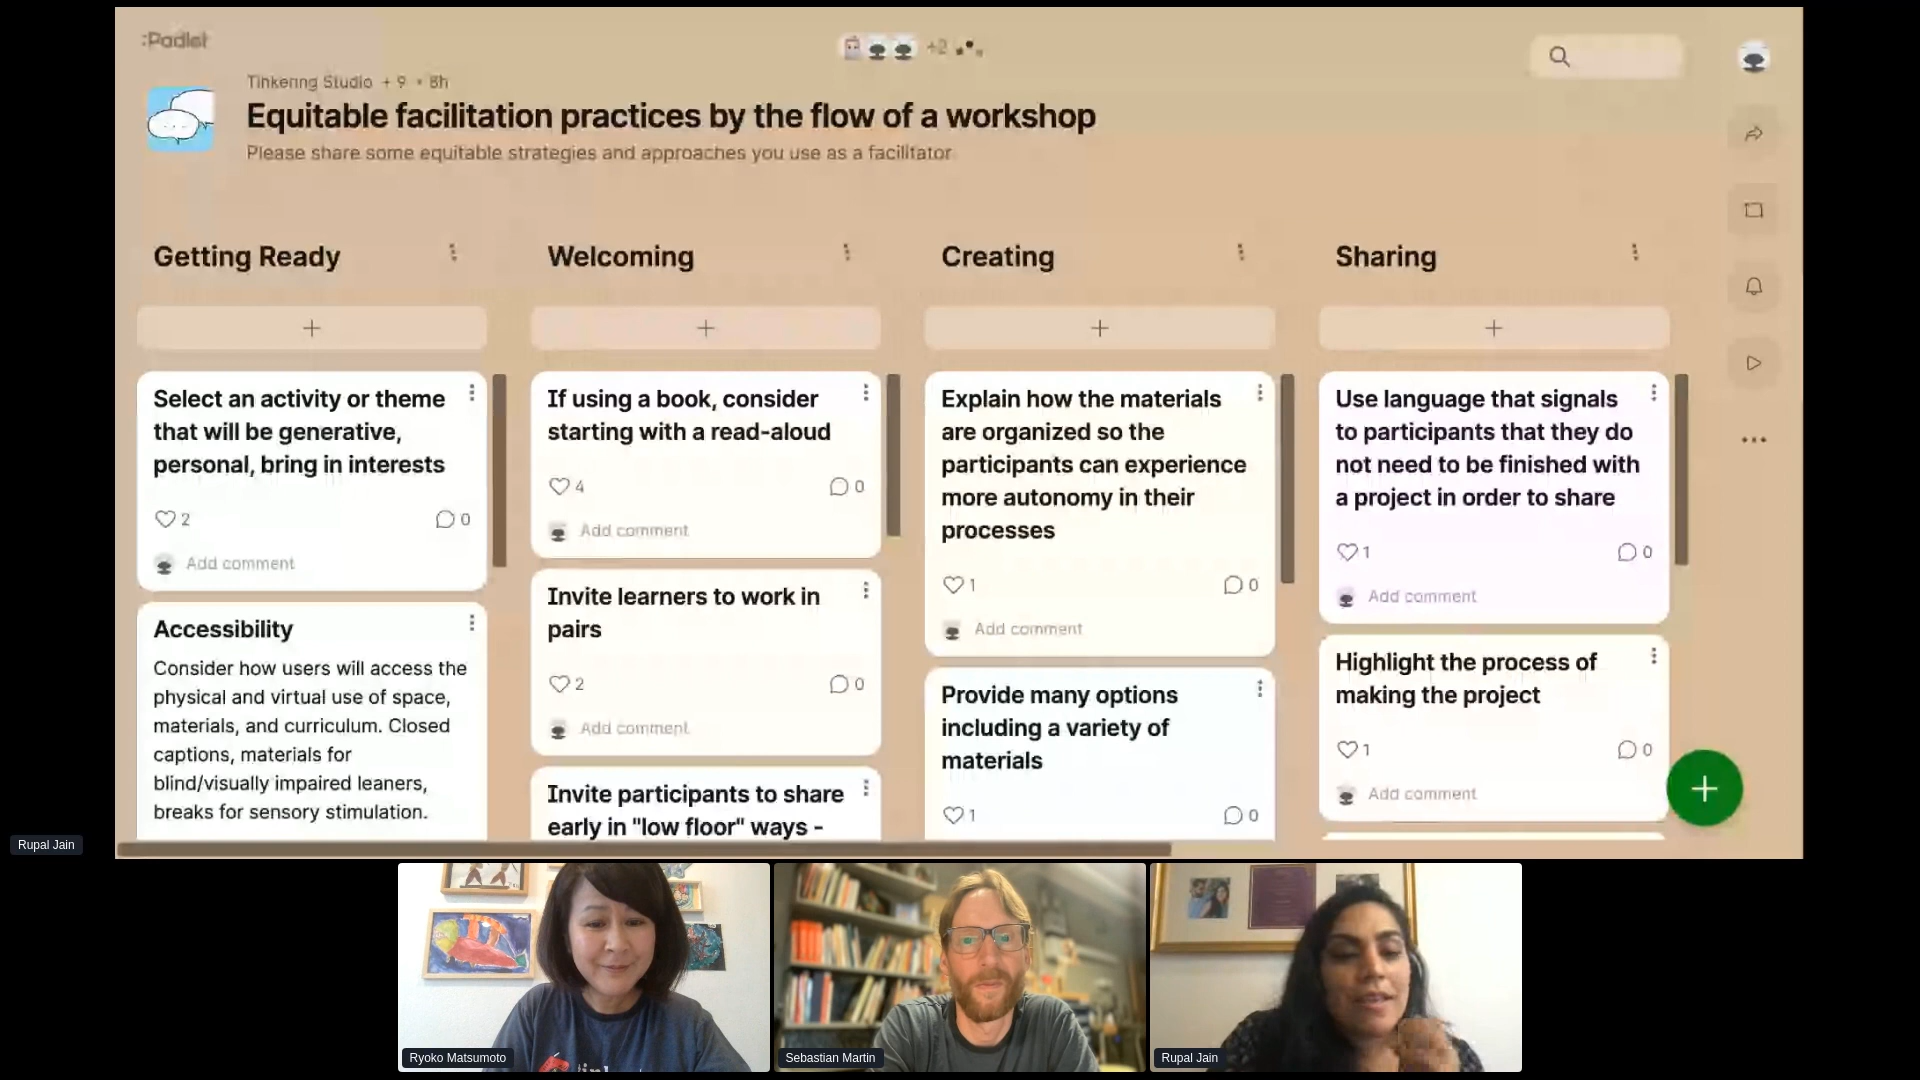 :Padlet
+2
Tinkering Studio + 9 • 8h
Equitable facilitation practices by the flow of a workshop
Please share some equitable strategies and approaches you use as a facilitator
Getting Ready
Select an activity or theme
that will be generative,
personal, bring in interests
2
0
Add comment
Accessibility
Consider how users will access the
physical and virtual use of space,
materials, and curriculum. Closed
captions, materials for
blind/visually impaired leaners,
breaks for sensory stimulation.
Welcoming
If using a book, consider
starting with a read-aloud
4
0
Add comment
Invite learners to work in
pairs
2
0
Add comment
Invite participants to share
early in "low floor" ways -
Creating
Explain how the materials
are organized so the
participants can experience
more autonomy in their
processes
1
0
Add comment
Provide many options
including a variety of
materials
1
0
Sharing
Use language that signals
to participants that they do
not need to be finished with
a project in order to share
1
0
Add comment
Highlight the process of
making the project
1
0
Add comment
Rupal Jain
Ryoko Matsumoto
Sebastian Martin
Rupal Jain